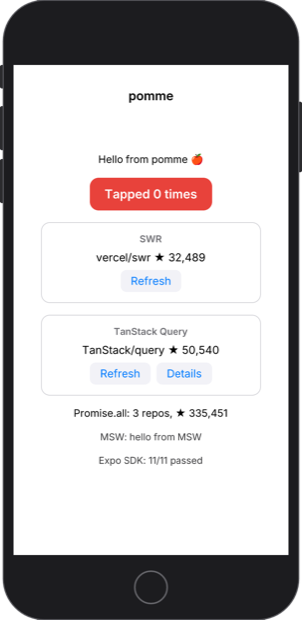 pomme
Hello from pomme 🍎
Tapped 0 times
SWR
vercel/swr ★ 32,489
Refresh
TanStack Query
TanStack/query ★ 50,540
Refresh Details
Promise.all: 3 repos, ★ 335,451
MSW: hello from MSW
Expo SDK: 11/11 passed